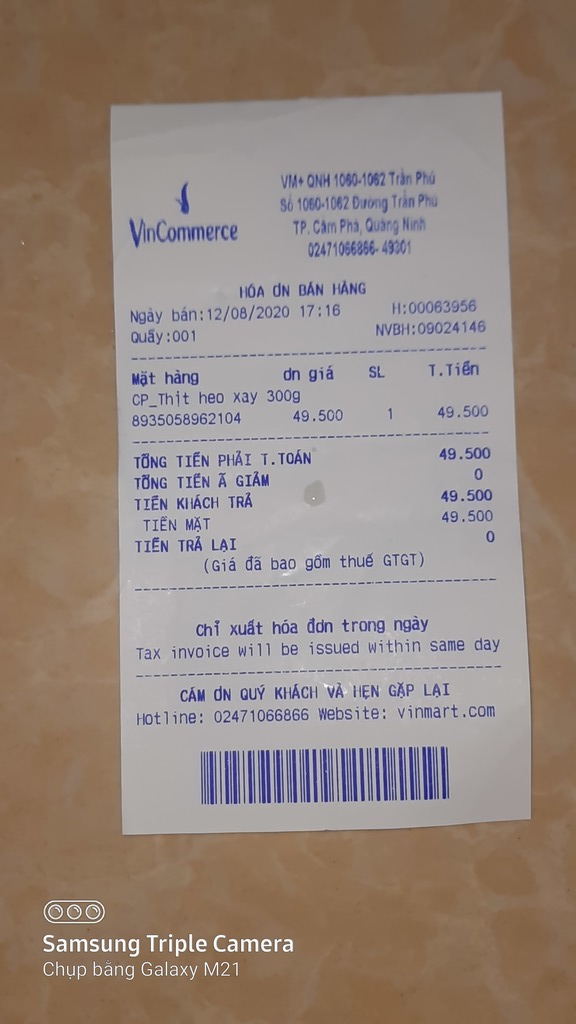 VinCommerce
VM+ QNH 1060-1062 Trần Phú
Số 1060-1062 Đường Trần Phú
TP. Cẩm Phả, Quảng Ninh
02471066866- 49301
HÓA ƠN BÁN HÀNG
Ngày bán:12/08/2020 17:16 H:00063956
Quầy:001 NVBH:09024146
Mặt hàng ơn giá SL T.Tiền
CP_Thịt heo xay 300g
8935058962104 49.500 1 49.500
TỔNG TIỀN PHẢI T.TOÁN 49.500
TỔNG TIỀN Ã GIẢM 0
TIỀN KHÁCH TRẢ 49.500
TIỀN MẶT 49.500
TIỀN TRẢ LẠI 0
(Giá đã bao gồm thuế GTGT)
Chỉ xuất hóa đơn trong ngày
Tax invoice will be issued within same day
CÁM ƠN QUÝ KHÁCH VÀ HẸN GẶP LẠI
Hotline: 02471066866 Website: vinmart.com
Samsung Triple Camera
Chụp bằng Galaxy M21